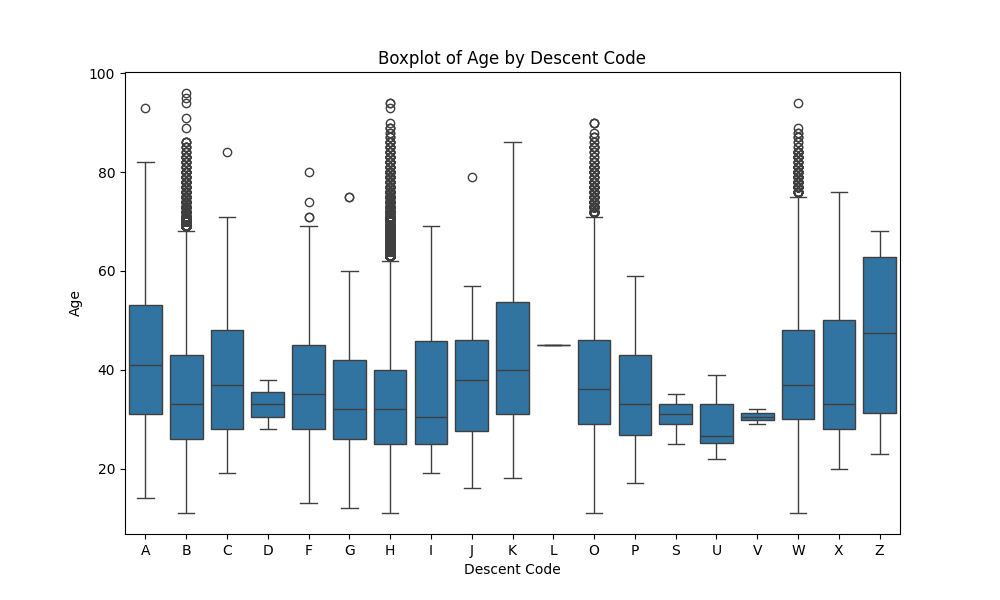 Boxplot of Age by Descent Code
100
80
60
40
20
Age
A B C D F G H I J K L O P S U V W X Z
Descent Code